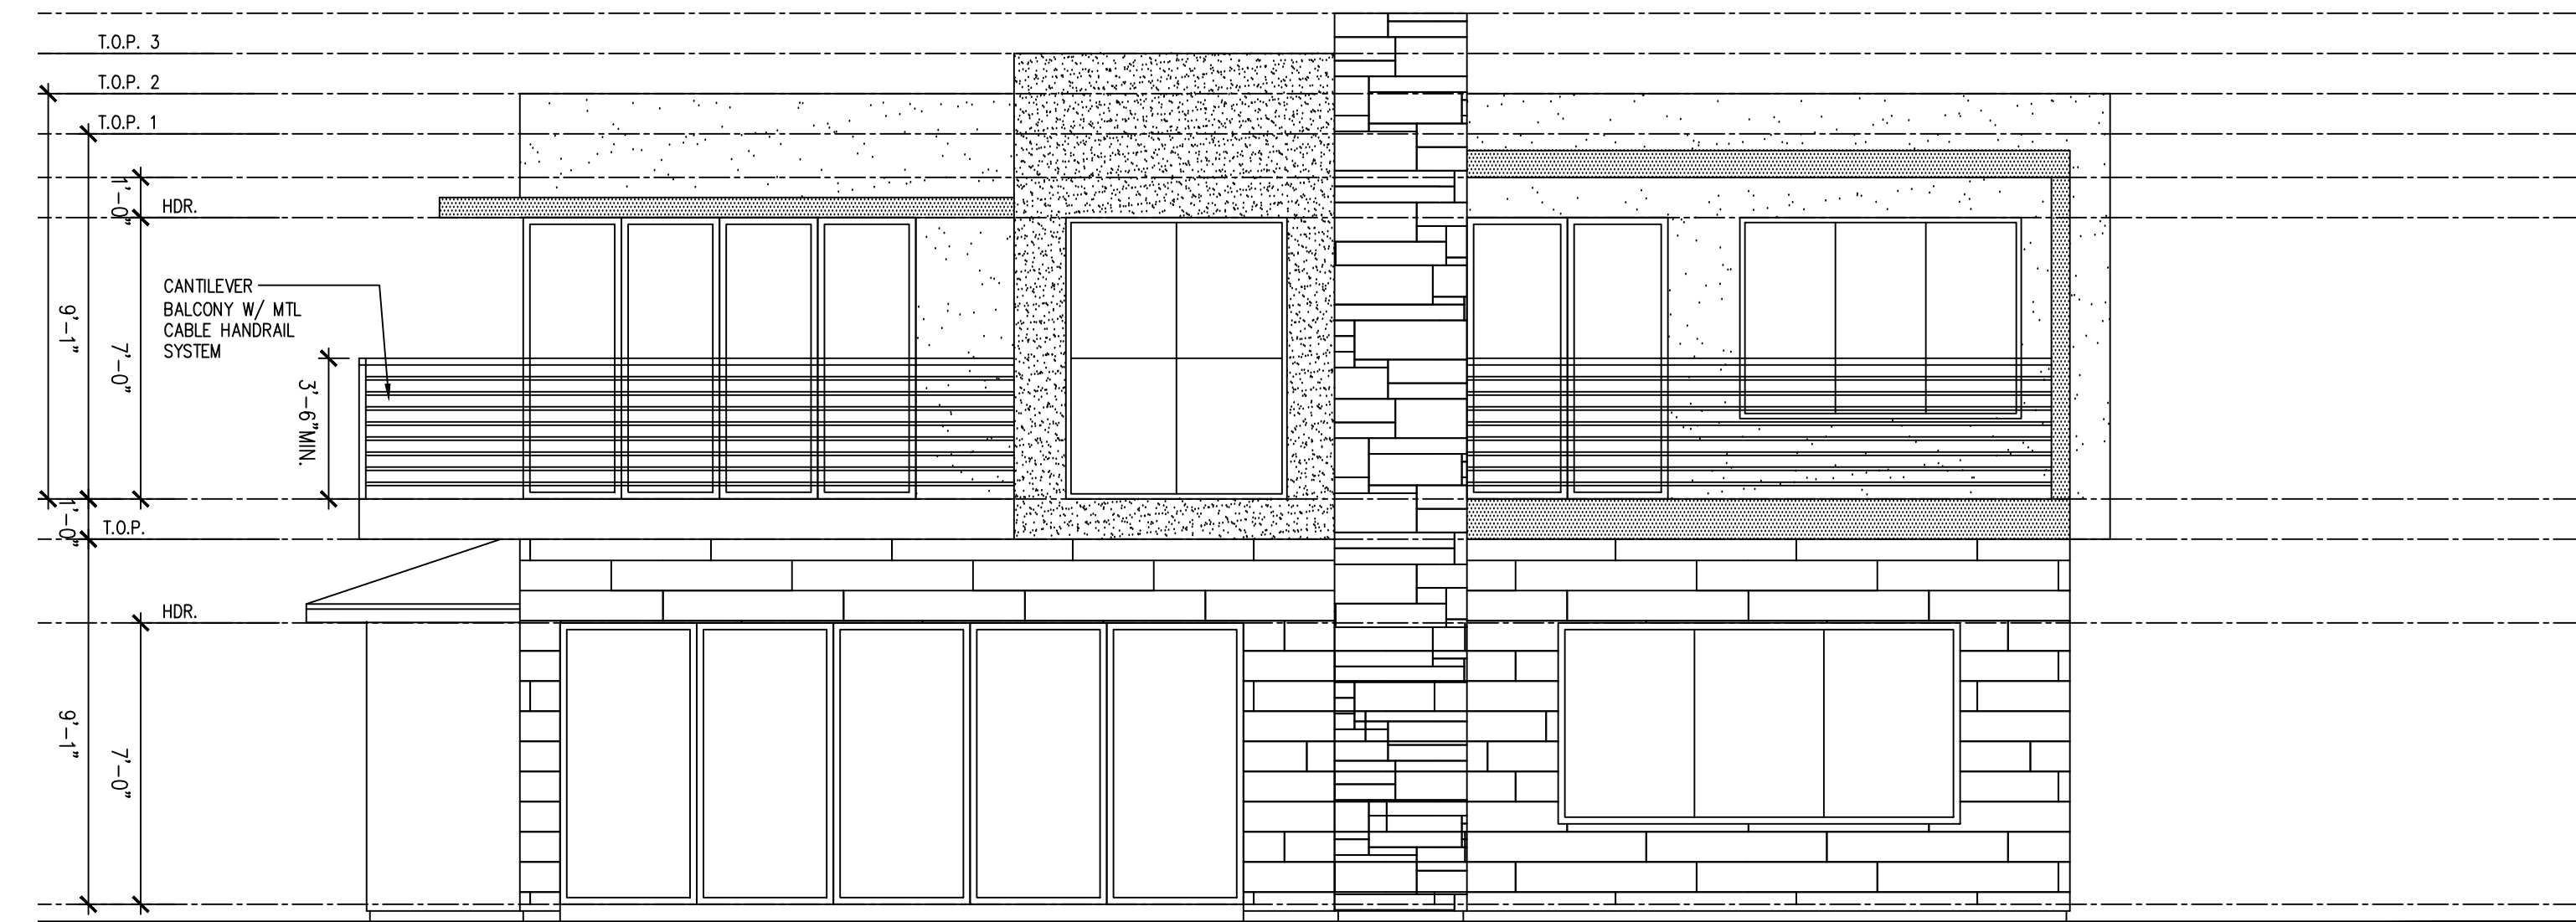 T.O.P. 3
T.O.P. 2
T.O.P. 1
1'-0"
HDR.
CANTILEVER
BALCONY W/ MTL
CABLE HANDRAIL
SYSTEM
9'-1"
7'-0"
3'-6"MIN.
1'-0"
T.O.P.
HDR.
9'-1"
7'-0"